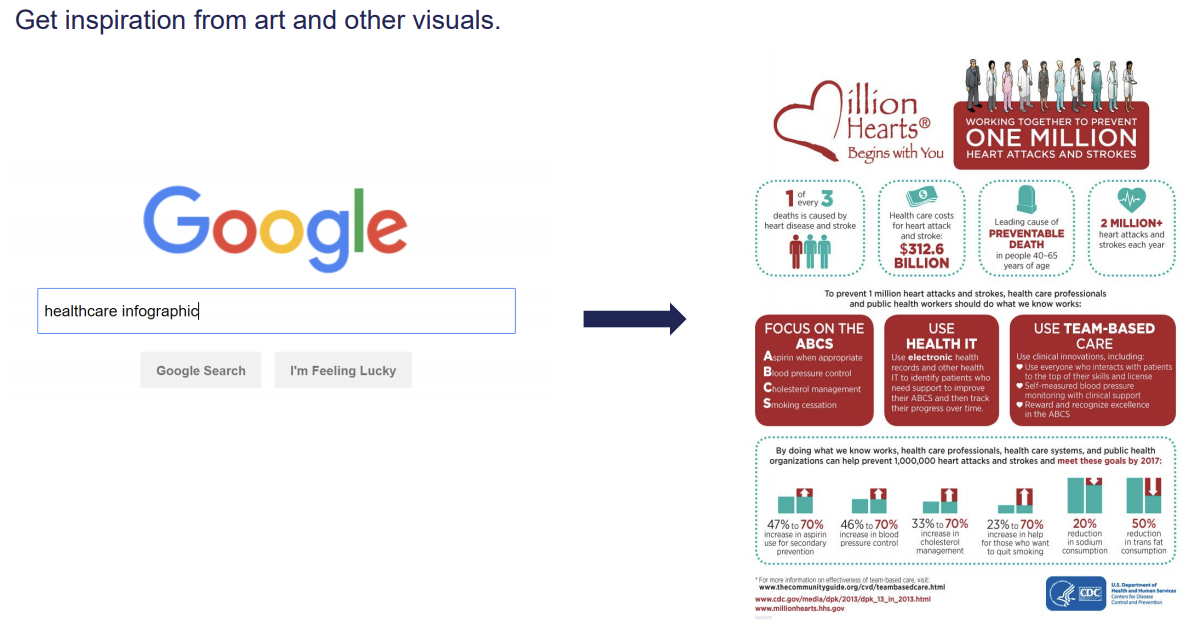 Get inspiration from art and other visuals.
Google
healthcare infographic
Google Search
I'm Feeling Lucky
Million
Hearts®
Begins with You
WORKING TOGETHER TO PREVENT
ONE MILLION
HEART ATTACKS AND STROKES
1 of every 3
deaths is caused by
heart disease and stroke
Health care costs
for heart attack
and stroke:
$312.6
BILLION
Leading cause of
PREVENTABLE
DEATH
in people 40–65
years of age
2 MILLION+
heart attacks and
strokes each year
To prevent 1 million heart attacks and strokes, health care professionals
and public health workers should do what we know works:
FOCUS ON THE
ABCS
Aspirin when appropriate
Blood pressure control
Cholesterol management
Smoking cessation
USE
HEALTH IT
Use electronic health
records and other health
IT to identify patients who
need support to improve
their ABCS and then track
their progress over time.
USE TEAM-BASED
CARE
Use clinical innovations, including:
Use everyone who interacts with patients
to the top of their skills and license
Self-measured blood pressure
monitoring with clinical support
Reward and recognize excellence
in the ABCS
By doing what we know works, health care professionals, health care systems, and public health
organizations can help prevent 1,000,000 heart attacks and strokes and meet these goals by 2017:
47% to 70%
increase in aspirin
use for secondary
prevention
46% to 70%
increase in blood
pressure control
33% to 70%
increase in
cholesterol
management
23% to 70%
increase in help
for those who want
to quit smoking
20%
reduction
in sodium
consumption
50%
reduction
in trans fat
consumption
* For more information on effectiveness of team-based care, visit:
www.thecommunityguide.org/cvd/teambasedcare.html
www.cdc.gov/media/dpk/2013/dpk_13_in_2013.html
www.millionhearts.hhs.gov
CDC
U.S. Department of
Health and Human Services
Centers for Disease
Control and Prevention